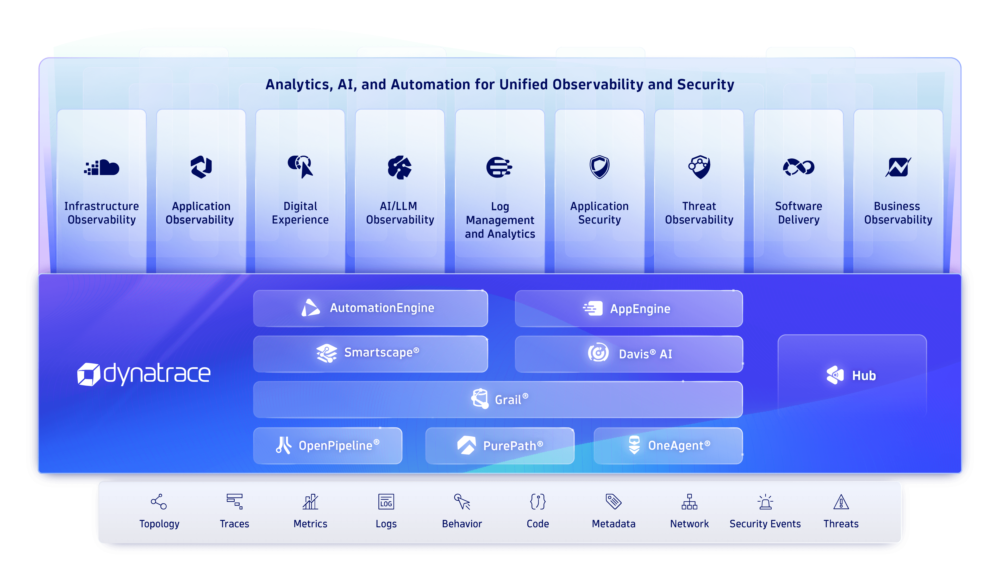 Analytics, AI, and Automation for Unified Observability and Security
Infrastructure
Observability
Application
Observability
Digital
Experience
AI/LLM
Observability
Log
Management
and Analytics
Application
Security
Threat
Observability
Software
Delivery
Business
Observability
dynatrace
AutomationEngine
AppEngine
Smartscape®
Davis® AI
Grail®
Hub
OpenPipeline®
PurePath®
OneAgent®
LOG
Topology
Traces
Metrics
Logs
Behavior
Code
Metadata
Network
Security Events
Threats